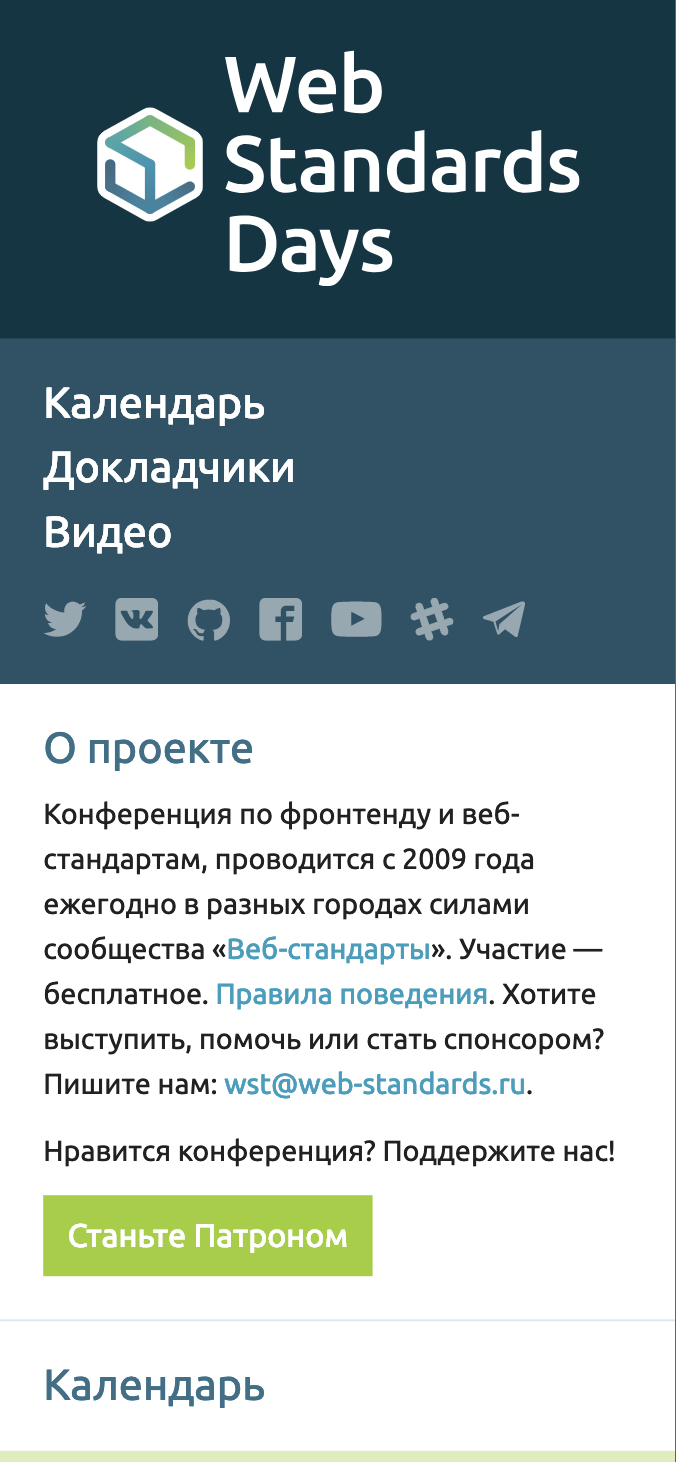 Web
Standards
Days
Календарь
Докладчики
Видео
О проекте
Конференция по фронтенду и веб-
стандартам, проводится с 2009 года
ежегодно в разных городах силами
сообщества «Веб-стандарты». Участие —
бесплатное. Правила поведения. Хотите
выступить, помочь или стать спонсором?
Пишите нам: wst@web-standards.ru.
Нравится конференция? Поддержите нас!
Станьте Патроном
Календарь